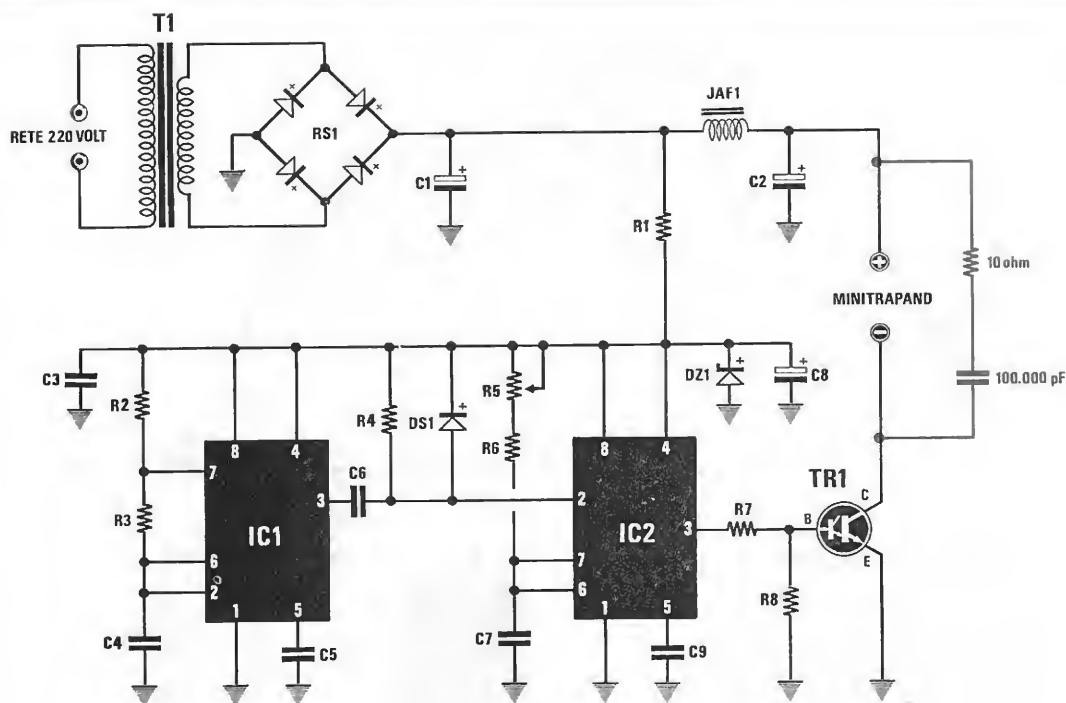 T1
RETE 220 VOLT
RS1
C1
+
JAF1
C2
+
R1
10 ohm
MINITRAPAND
+
-
100.000 pF
C3
R2
8
4
R4
DS1
+
R5
R6
8
4
DZ1
+
C8
+
7
3
C6
R3
IC1
6
2
1
5
C4
C5
2
IC2
3
7
6
1
5
C7
C9
R7
R8
TR1
C
B
E